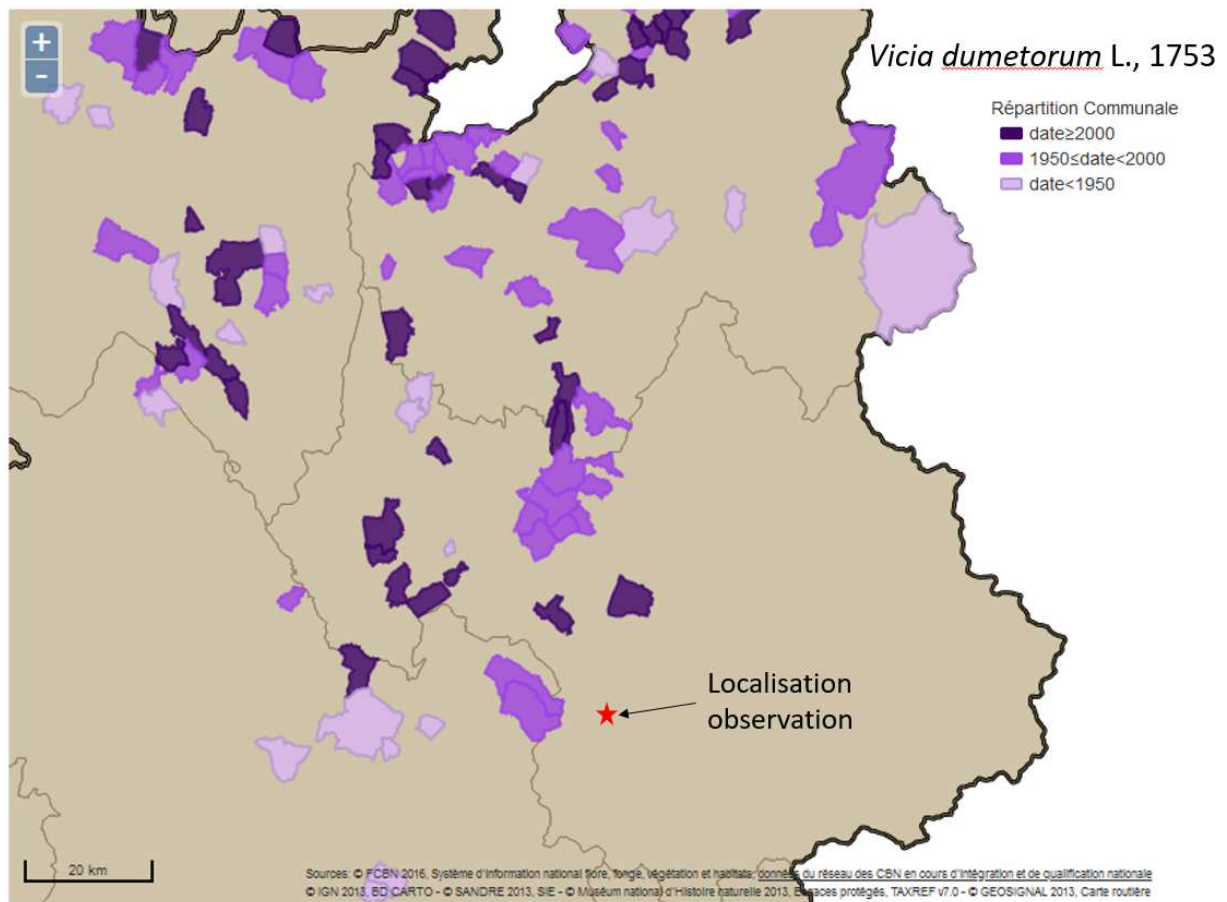 +
-
Vicia dumetorum L., 1753
Répartition Communale
date≥2000
1950≤date<2000
date<1950
Localisation
observation
20 km
Sources: © FCBN 2016, Système d'information national flore, fonge, végétation et habitats, données du réseau des CBN en cours d'intégration et de qualification nationale
© IGN 2013, BD CARTO - © SANDRE 2013, SIE - © Muséum national d'Histoire naturelle 2013, Espaces protégés, TAXREF v7.0 - © GEOSIGNAL 2013, Carte routière